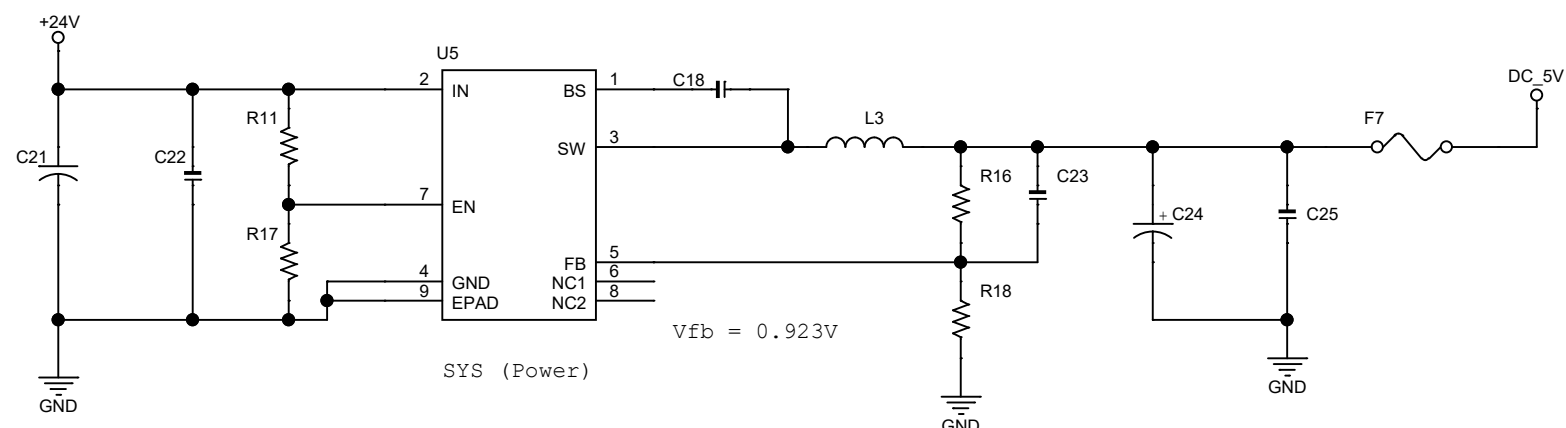 +24V
U5
DC_5V
2
IN
BS
1
C18
R11
L3
F7
C21
C22
SW
3
R16
C23
7
EN
+ C24
C25
R17
FB
5
4
GND
NC1
6
9
EPAD
NC2
8
R18
Vfb = 0.923V
SYS (Power)
GND
GND
GND